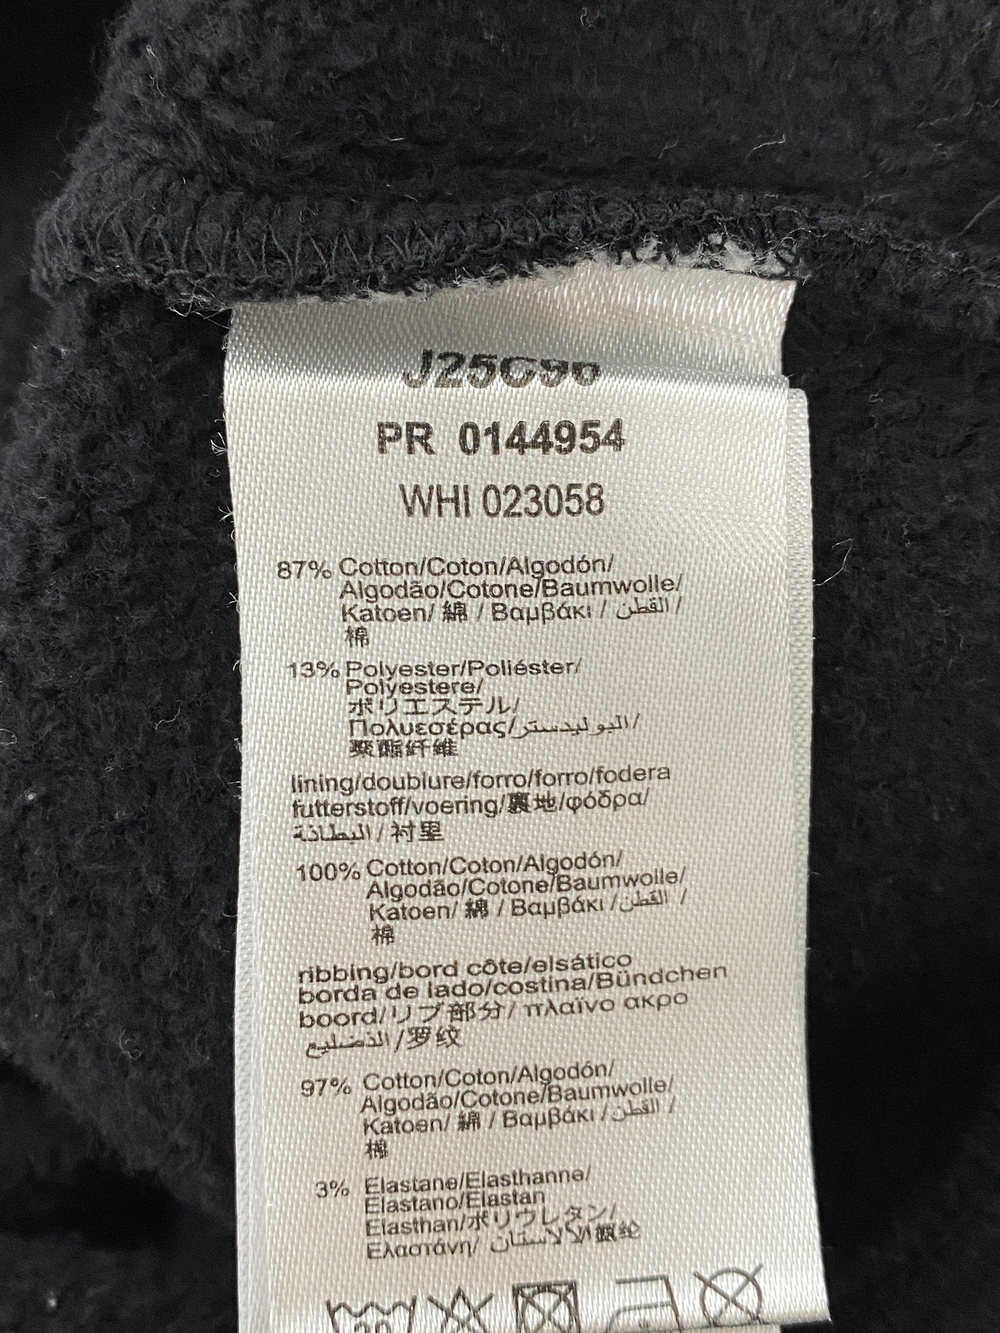 J25C96
PR 0144954
WHI 023058
87% Cotton/Coton/Algodón/
Algodão/Cotone/Baumwolle/
Katoen/ 綿 / Βαμβάκι / القطن /
棉
13% Polyester/Poliéster/
Polyestere/
ポリエステル/
Πολυεσέρας/البوليدستر/
聚酯纤维
lining/doublure/forro/forro/fodera
futterstoff/voering/裏地/φόδρα/
البطانة / 衬里
100% Cotton/Coton/Algodón/
Algodão/Cotone/Baumwolle/
Katoen/ 綿 / Βαμβάκι / القطن /
棉
ribbing/bord côte/elsático
borda de lado/costina/Bündchen
boord/リブ部分/ πλαϊνο ακρο
/罗纹
97% Cotton/Coton/Algodón/
Algodão/Cotone/Baumwolle/
Katoen/ 綿 / Βαμβάκι / القطن /
棉
3% Elastane/Elasthanne/
Elastano/Elastan
Elasthan/ポリウレタン/
Ελαστάνη/
30